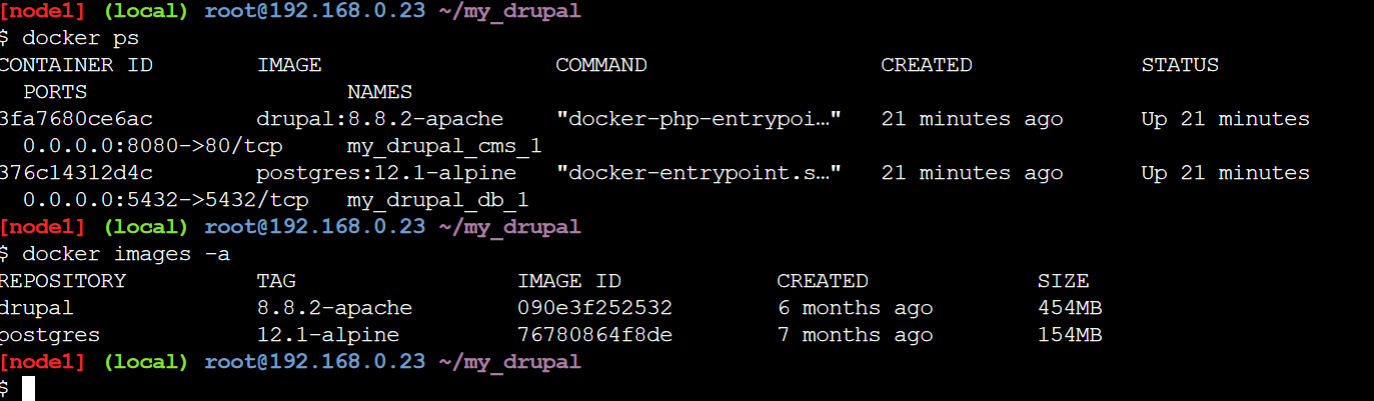 [node1] (local) root@192.168.0.23 ~/my_drupal
$ docker ps
CONTAINER ID        IMAGE                  COMMAND                  CREATED             STATUS
  PORTS                    NAMES
3fa7680ce6ac        drupal:8.8.2-apache    "docker-php-entrypoi…"   21 minutes ago      Up 21 minutes
  0.0.0.0:8080->80/tcp     my_drupal_cms_1
376c14312d4c        postgres:12.1-alpine   "docker-entrypoint.s…"   21 minutes ago      Up 21 minutes
  0.0.0.0:5432->5432/tcp   my_drupal_db_1
[node1] (local) root@192.168.0.23 ~/my_drupal
$ docker images -a
REPOSITORY          TAG                 IMAGE ID            CREATED             SIZE
drupal              8.8.2-apache        090e3f252532        6 months ago        454MB
postgres            12.1-alpine         76780864f8de        7 months ago        154MB
[node1] (local) root@192.168.0.23 ~/my_drupal
$